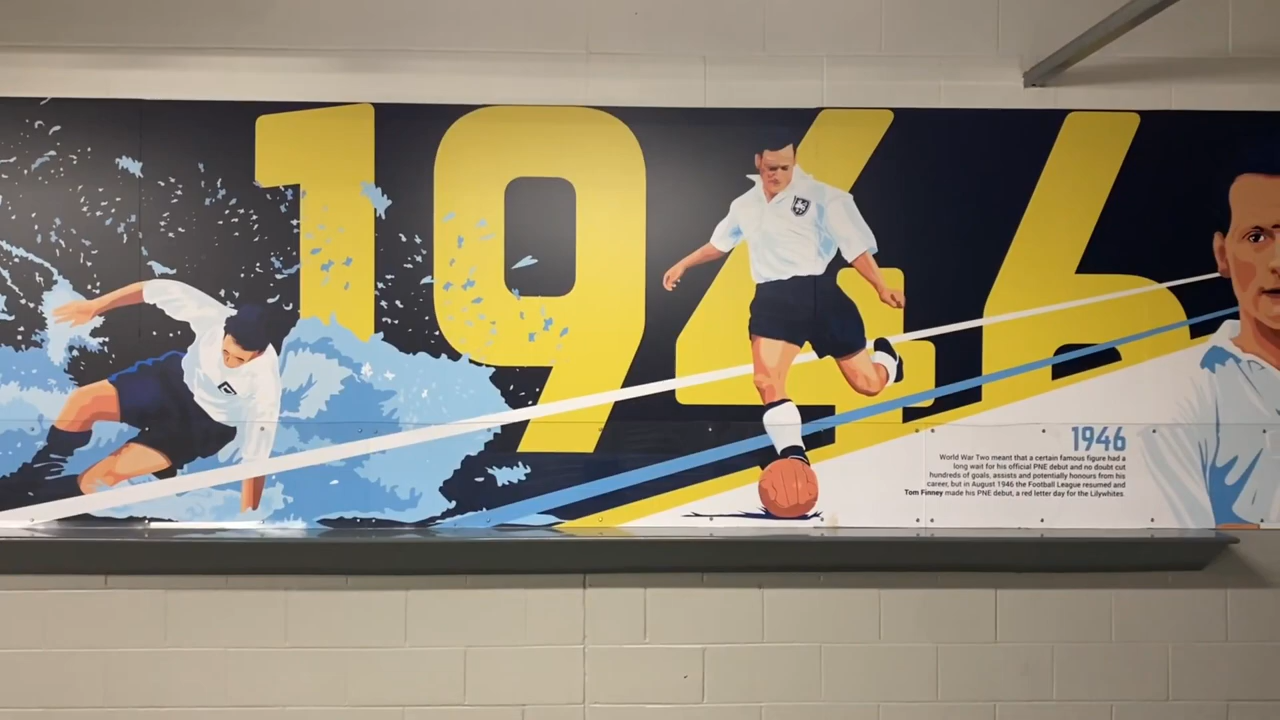 1946
1946
World War Two meant that a certain famous figure had a
long wait for his official PNE debut and no doubt cut
hundreds of goals, assists and potentially honours from his
career, but in August 1946 the Football League resumed and
Tom Finney made his PNE debut, a red letter day for the Lilywhites.